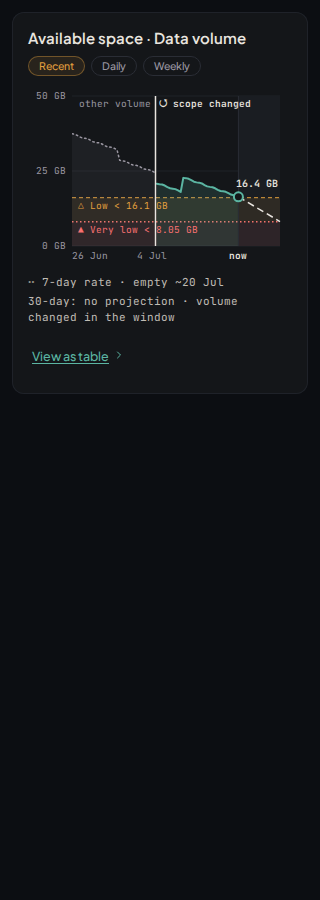 Available space · Data volume
Recent Daily Weekly
50 GB
other volume ↺ scope changed
25 GB
16.4 GB
△ Low < 16.1 GB
▲ Very low < 8.05 GB
0 GB
26 Jun 4 Jul now
╌ 7-day rate · empty ~20 Jul
30-day: no projection · volume
changed in the window
View as table ›